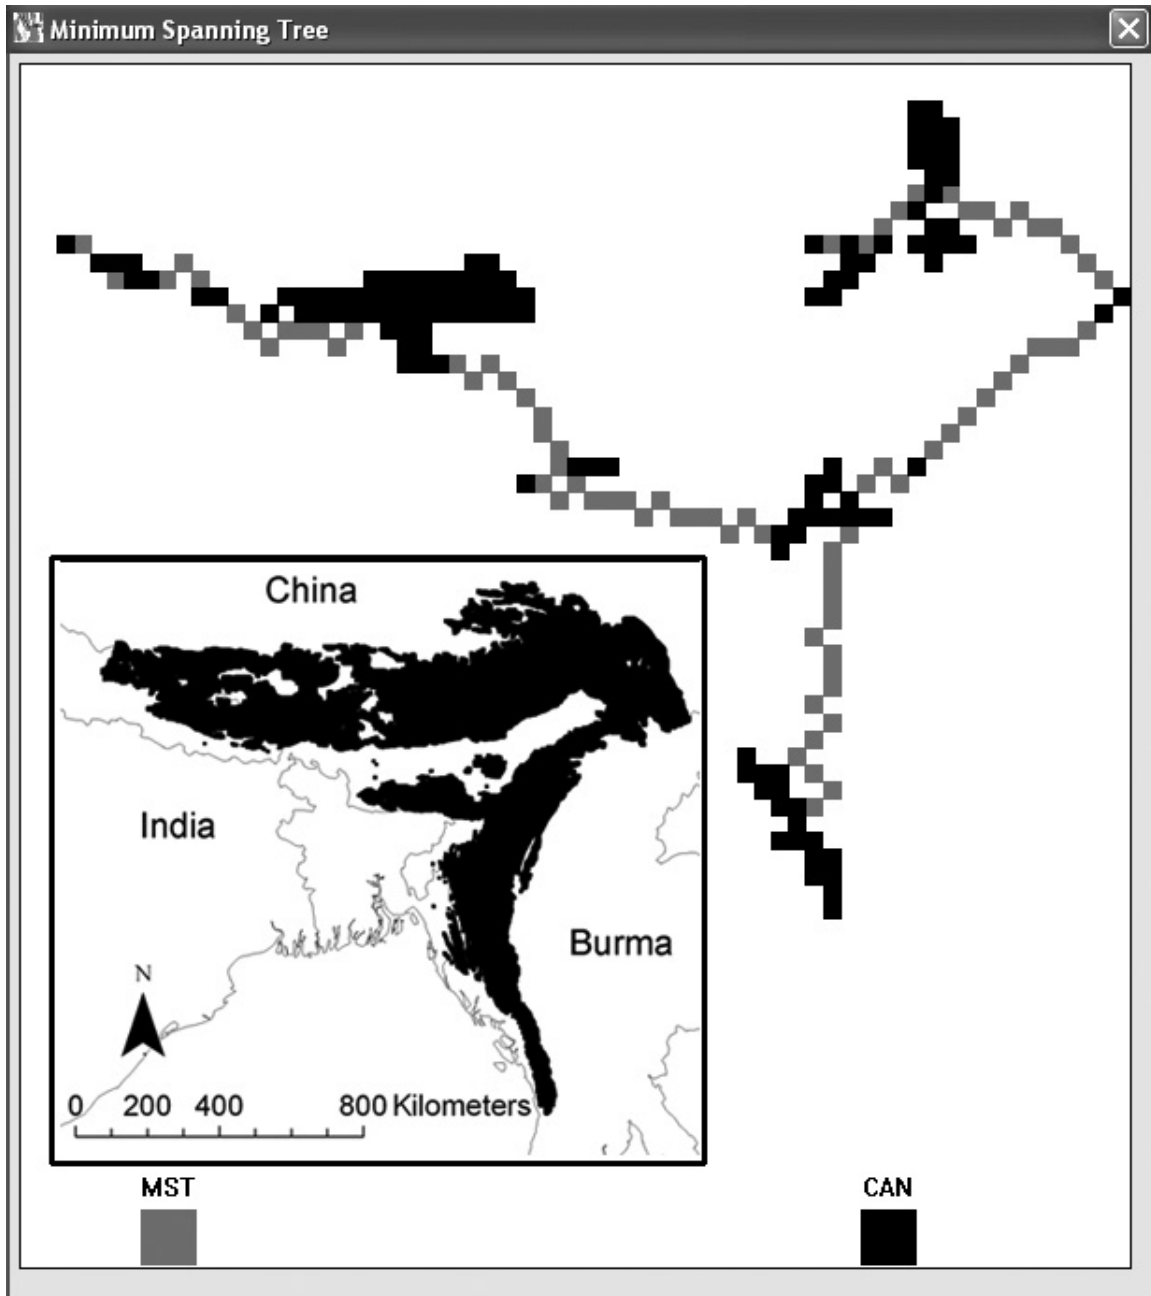 Minimum Spanning Tree
China
India
Burma
N
0 200 400 800 Kilometers
MST
CAN